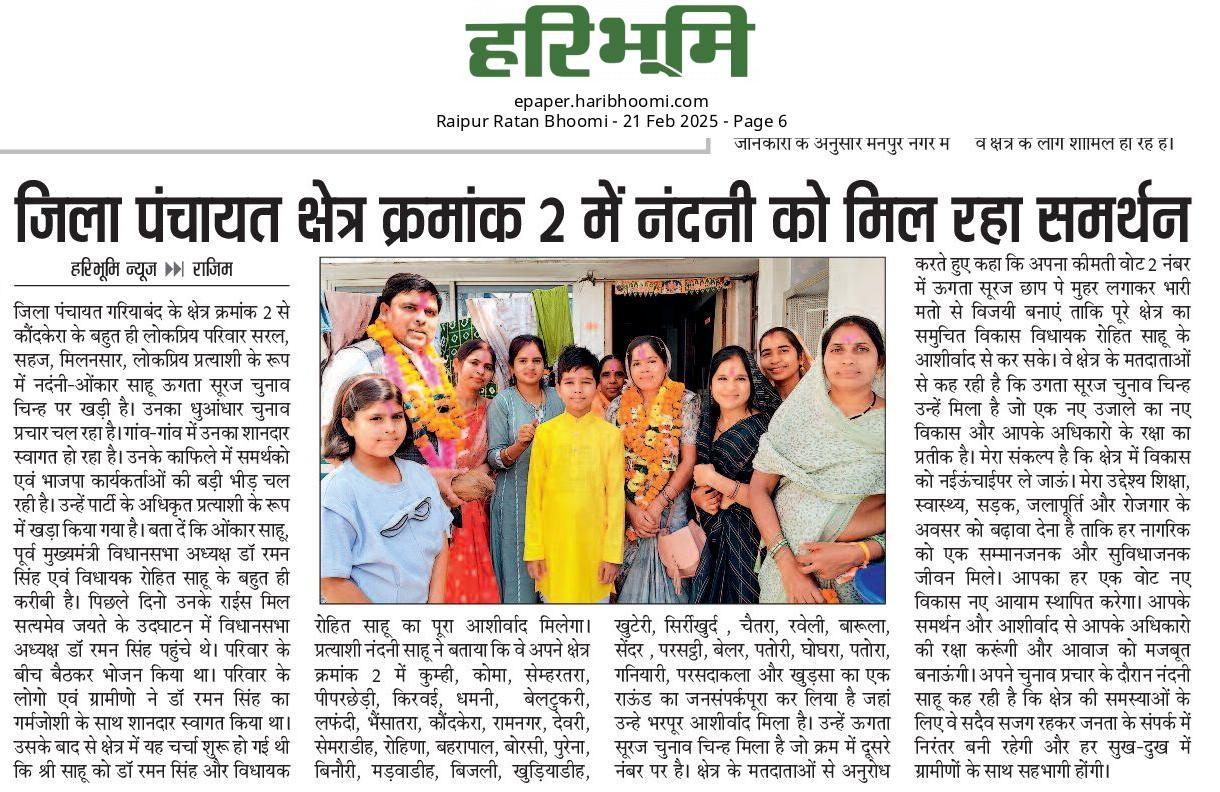 हरिभूमि
epaper.haribhoomi.com
Raipur Ratan Bhoomi - 21 Feb 2025 - Page 6
जानकारी के अनुसार मनपुर नगर में
व क्षेत्र के लोग शामिल हो रहे हैं।
जिला पंचायत क्षेत्र क्रमांक 2 में नंदनी को मिल रहा समर्थन
हरिभूमि न्यूज राजिम
जिला पंचायत गरियाबंद के क्षेत्र क्रमांक 2 से
कौंदकेरा के बहुत ही लोकप्रिय परिवार सरल,
सहज, मिलनसार, लोकप्रिय प्रत्याशी के रूप
में नदंनी-ओंकार साहू ऊगता सूरज चुनाव
चिन्ह पर खड़ी है। उनका धुआंधार चुनाव
प्रचार चल रहा है। गांव-गांव में उनका शानदार
स्वागत हो रहा है। उनके काफिले में समर्थको
एवं भाजपा कार्यकर्ताओं की बड़ी भीड़ चल
रही है। उन्हें पार्टी के अधिकृत प्रत्याशी के रूप
में खड़ा किया गया है। बता दें कि ओंकार साहू,
पूर्व मुख्यमंत्री विधानसभा अध्यक्ष डॉ रमन
सिंह एवं विधायक रोहित साहू के बहुत ही
करीबी है। पिछले दिनो उनके राईस मिल
सत्यमेव जयते के उदघाटन में विधानसभा
अध्यक्ष डॉ रमन सिंह पहुंचे थे। परिवार के
बीच बैठकर भोजन किया था। परिवार के
लोगो एवं ग्रामीणो ने डॉ रमन सिंह का
गर्मजोशी के साथ शानदार स्वागत किया था।
उसके बाद से क्षेत्र में यह चर्चा शुरू हो गई थी
कि श्री साहू को डॉ रमन सिंह और विधायक
रोहित साहू का पूरा आशीर्वाद मिलेगा।
प्रत्याशी नंदनी साहू ने बताया कि वे अपने क्षेत्र
क्रमांक 2 में कुम्ही, कोमा, सेम्हरतरा,
पीपरछेड़ी, किरवई, धमनी, बेलटुकरी,
लफंदी, भैंसातरा, कौंदकेरा, रामनगर, देवरी,
सेमराडीह, रोहिणा, बहरापाल, बोरसी, पुरेना,
बिनौरी, मड़वाडीह, बिजली, खुड़ियाडीह,
खुटेरी, सिर्रीखुर्द , चैतरा, रवेली, बारूला,
सेंदर , परसट्ठी, बेलर, पतोरी, घोघरा, पतोरा,
गनियारी, परसदाकला और खुड़सा का एक
राऊंड का जनसंपर्कपूरा कर लिया है जहां
उन्हे भरपूर आशीर्वाद मिला है। उन्हें ऊगता
सूरज चुनाव चिन्ह मिला है जो क्रम में दूसरे
नंबर पर है। क्षेत्र के मतदाताओं से अनुरोध
करते हुए कहा कि अपना कीमती वोट 2 नंबर
में ऊगता सूरज छाप पे मुहर लगाकर भारी
मतो से विजयी बनाएं ताकि पूरे क्षेत्र का
समुचित विकास विधायक रोहित साहू के
आशीर्वाद से कर सके। वे क्षेत्र के मतदाताओं
से कह रही है कि उगता सूरज चुनाव चिन्ह
उन्हें मिला है जो एक नए उजाले का नए
विकास और आपके अधिकारो के रक्षा का
प्रतीक है। मेरा संकल्प है कि क्षेत्र में विकास
को नईऊंचाईपर ले जाऊं। मेरा उद्देश्य शिक्षा,
स्वास्थ्य, सड़क, जलापूर्ति और रोजगार के
अवसर को बढ़ावा देना है ताकि हर नागरिक
को एक सम्मानजनक और सुविधाजनक
जीवन मिले। आपका हर एक वोट नए
विकास नए आयाम स्थापित करेगा। आपके
समर्थन और आशीर्वाद से आपके अधिकारो
की रक्षा करूंगी और आवाज को मजबूत
बनाऊंगी। अपने चुनाव प्रचार के दौरान नंदनी
साहू कह रही है कि क्षेत्र की समस्याओं के
लिए वे सदैव सजग रहकर जनता के संपर्क में
निरंतर बनी रहेगी और हर सुख-दुख में
ग्रामीणों के साथ सहभागी होंगी।